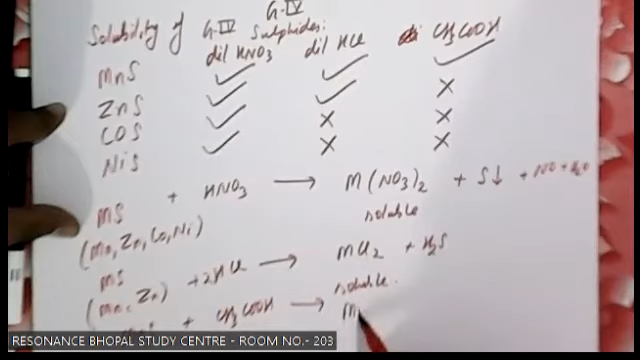 Solubility of G-IV Sulphides: G-IV
dil HNO3 dil HCl CH3COOH
MnS ✓ ✓ ✓
ZnS ✓ ✓ ×
COS ✓ × ×
NiS ✓ × ×
MS + HNO3 → M(NO3)2 + S↓ + NO + H2O
(Mn, Zn, Co, Ni) soluble
MS + 2HCl → MCl2 + H2S
(Mn, Zn) soluble.
+ CH3COOH → M
RESONANCE BHOPAL STUDY CENTRE - ROOM NO.- 203